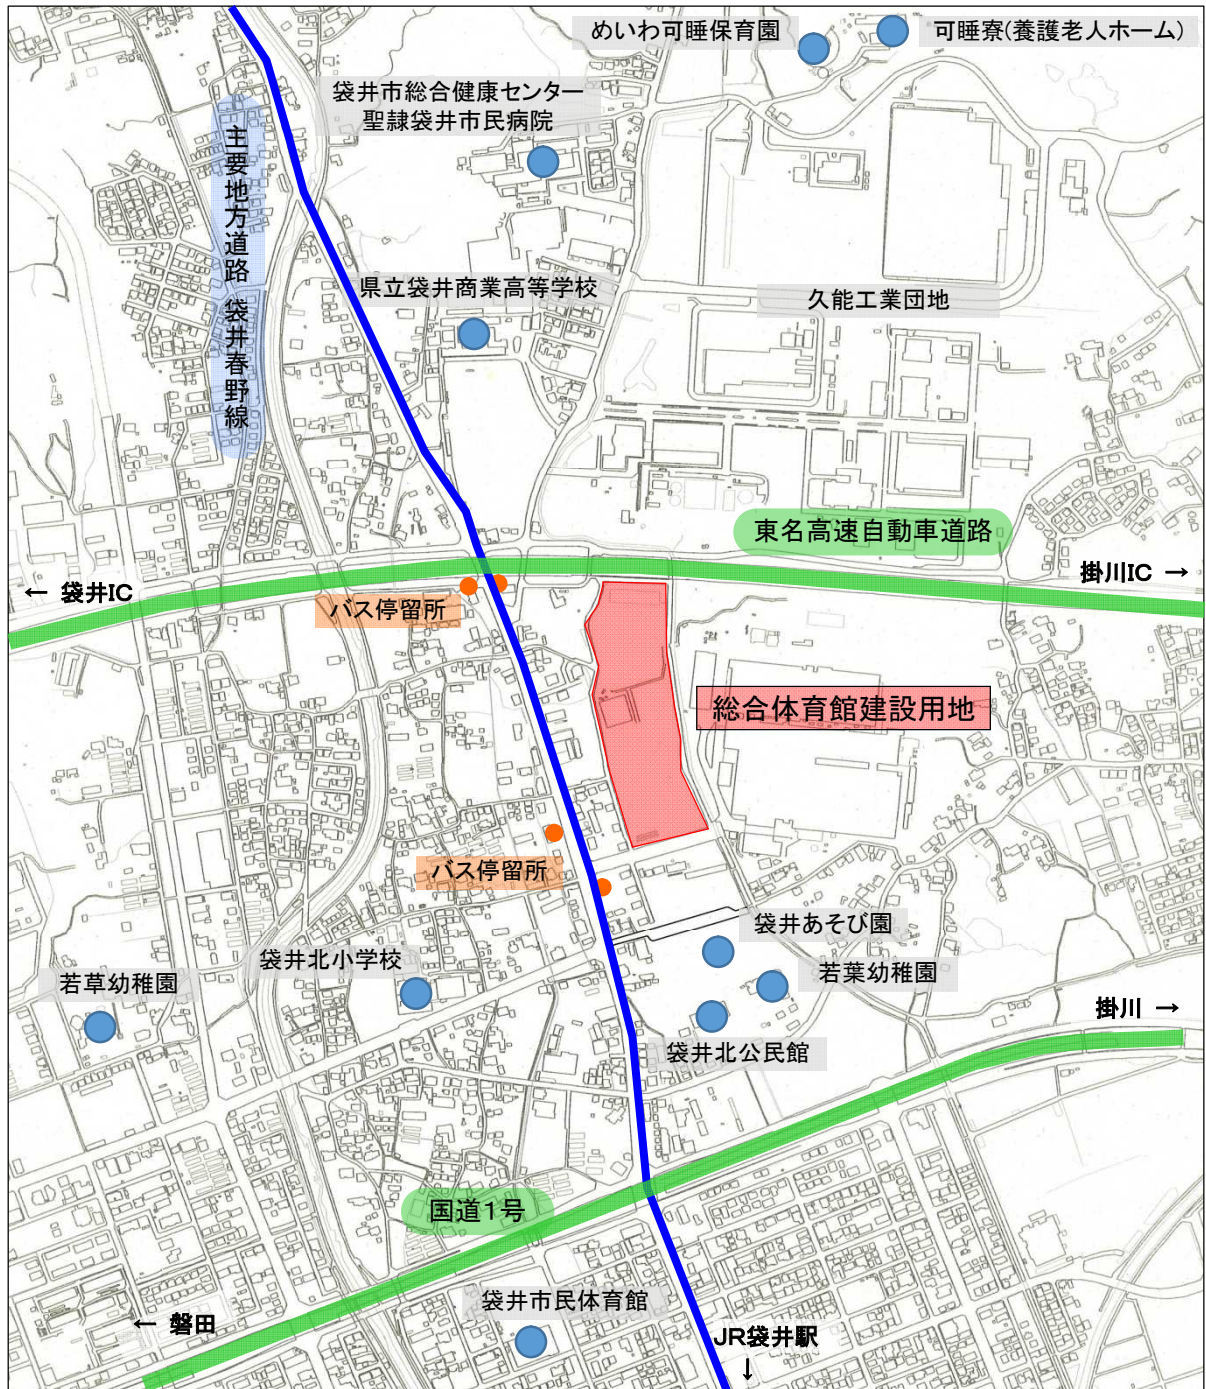 めいわ可睡保育園
可睡寮(養護老人ホーム)
袋井市総合健康センター
聖隷袋井市民病院
主要地方道路 袋井春野線
県立袋井商業高等学校
久能工業団地
東名高速自動車道路
← 袋井IC
掛川IC →
バス停留所
総合体育館建設用地
バス停留所
袋井あそび園
袋井北小学校
若葉幼稚園
若草幼稚園
掛川 →
袋井北公民館
国道1号
袋井市民体育館
← 磐田
JR袋井駅
↓